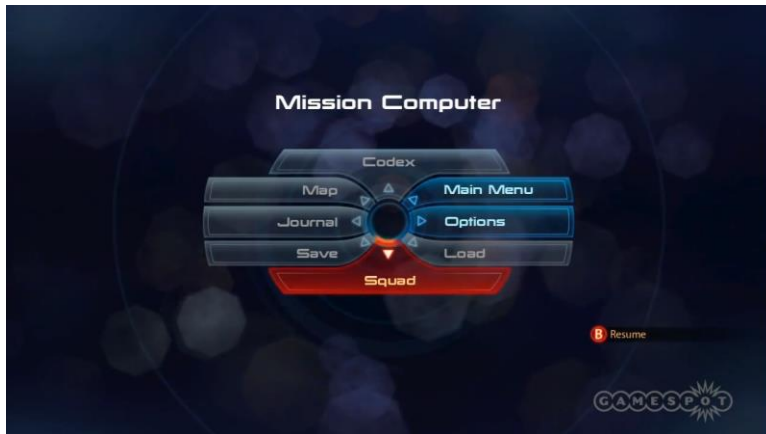 Mission Computer
Codex
Map
Main Menu
Journal
Options
Save
Load
Squad
B Resume
GAMESPOT